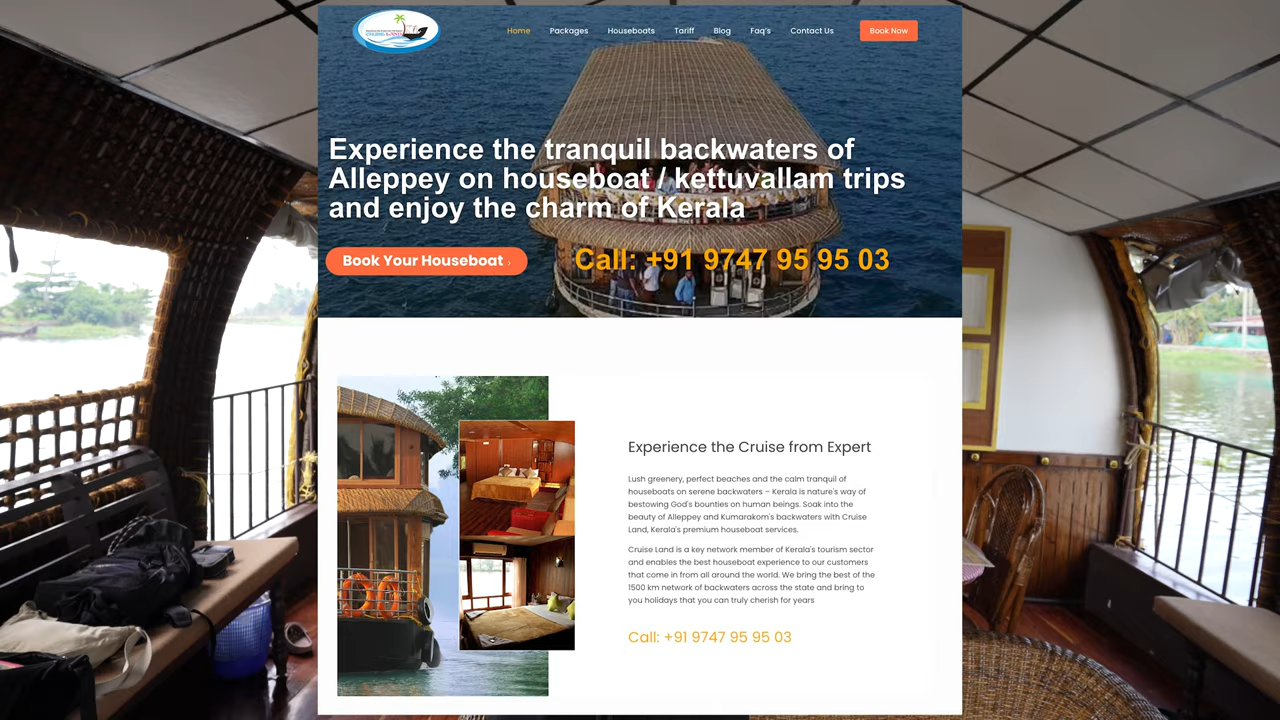 Home Packages Houseboats Tariff Blog Faq's Contact Us Book Now
Experience the tranquil backwaters of
Alleppey on houseboat / kettuvallam trips
and enjoy the charm of Kerala
Book Your Houseboat ›
Call: +91 9747 95 95 03
Experience the Cruise from Expert
Lush greenery, perfect beaches and the calm tranquil of
houseboats on serene backwaters – Kerala is nature's way of
bestowing God's bounties on human beings. Soak into the
beauty of Alleppey and Kumarakom's backwaters with Cruise
Land, Kerala's premium houseboat services.
Cruise Land is a key network member of Kerala's tourism sector
and enables the best houseboat experience to our customers
that come in from all around the world. We bring the best of the
1500 km network of backwaters across the state and bring to
you holidays that you can truly cherish for years
Call: +91 9747 95 95 03